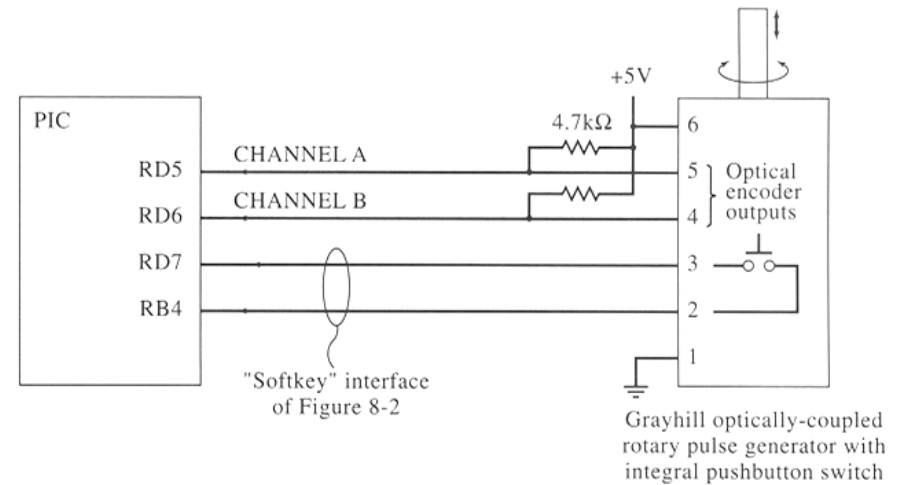 +5V
PIC
4.7kΩ
6
CHANNEL A
RD5
5
Optical
encoder
outputs
CHANNEL B
RD6
4
RD7
3
RB4
2
1
"Softkey" interface
of Figure 8-2
Grayhill optically-coupled
rotary pulse generator with
integral pushbutton switch